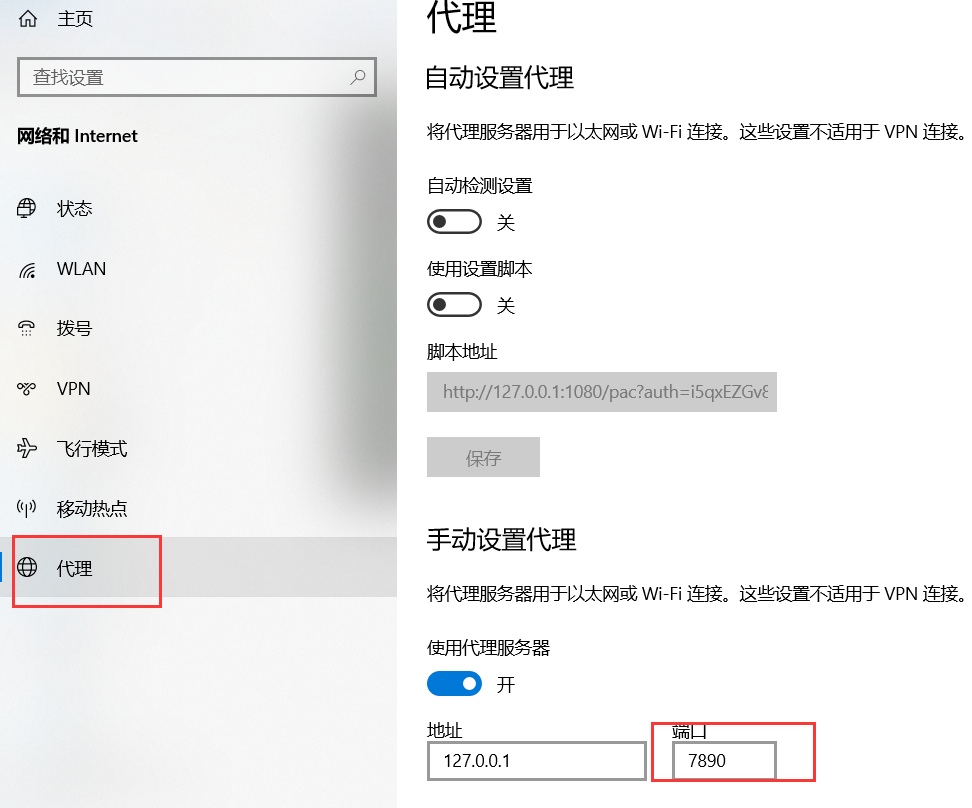 主页
查找设置
网络和 Internet
状态
WLAN
拨号
VPN
飞行模式
移动热点
代理
代理
自动设置代理
将代理服务器用于以太网或 Wi-Fi 连接。这些设置不适用于 VPN 连接。
自动检测设置
关
使用设置脚本
关
脚本地址
http://127.0.0.1:1080/pac?auth=i5qxEZGv8
保存
手动设置代理
将代理服务器用于以太网或 Wi-Fi 连接。这些设置不适用于 VPN 连接。
使用代理服务器
开
地址 端口
127.0.0.1 7890